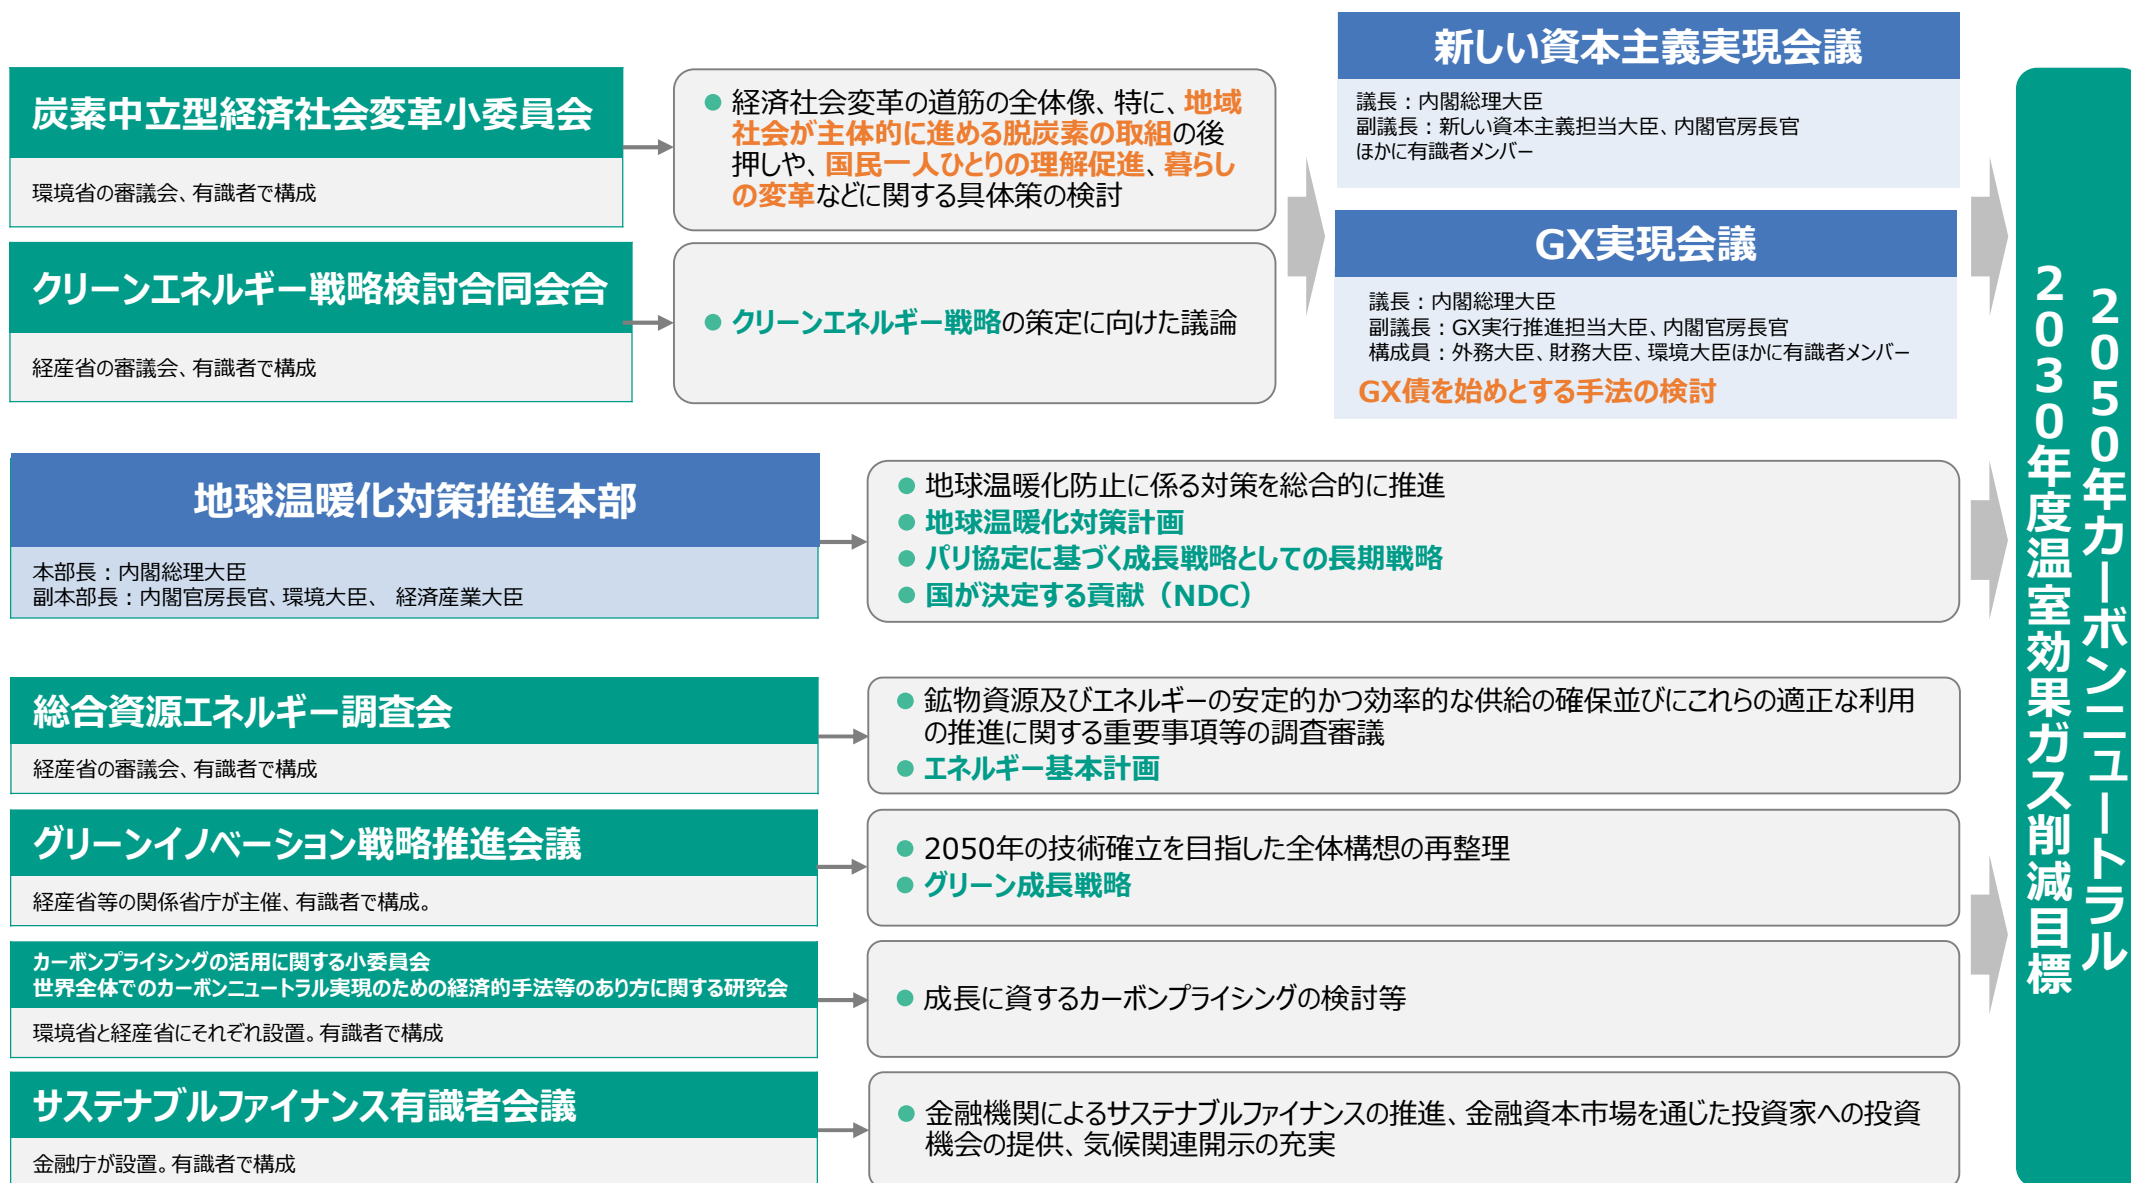 炭素中立型経済社会変革小委員会
環境省の審議会、有識者で構成
●経済社会変革の道筋の全体像、特に、地域
社会が主体的に進める脱炭素の取組の後
押しや、国民一人ひとりの理解促進、暮らし
の変革などに関する具体策の検討
クリーンエネルギー戦略検討合同会合
経産省の審議会、有識者で構成
●クリーンエネルギー戦略の策定に向けた議論
新しい資本主義実現会議
議長：内閣総理大臣
副議長：新しい資本主義担当大臣、内閣官房長官
ほかに有識者メンバー
GX実現会議
議長：内閣総理大臣
副議長：GX実行推進担当大臣、内閣官房長官
構成員：外務大臣、財務大臣、環境大臣ほかに有識者メンバー
GX債を始めとする手法の検討
地球温暖化対策推進本部
本部長：内閣総理大臣
副本部長：内閣官房長官、環境大臣、 経済産業大臣
●地球温暖化防止に係る対策を総合的に推進
●地球温暖化対策計画
●パリ協定に基づく成長戦略としての長期戦略
●国が決定する貢献（NDC）
総合資源エネルギー調査会
経産省の審議会、有識者で構成
●鉱物資源及びエネルギーの安定的かつ効率的な供給の確保並びにこれらの適正な利用
の推進に関する重要事項等の調査審議
●エネルギー基本計画
グリーンイノベーション戦略推進会議
経産省等の関係省庁が主催、有識者で構成。
●2050年の技術確立を目指した全体構想の再整理
●グリーン成長戦略
カーボンプライシングの活用に関する小委員会
世界全体でのカーボンニュートラル実現のための経済的手法等のあり方に関する研究会
環境省と経産省にそれぞれ設置。有識者で構成
●成長に資するカーボンプライシングの検討等
サステナブルファイナンス有識者会議
金融庁が設置。有識者で構成
●金融機関によるサステナブルファイナンスの推進、金融資本市場を通じた投資家への投資
機会の提供、気候関連開示の充実
２０５０年カーボンニュートラル
２０３０年度温室効果ガス削減目標